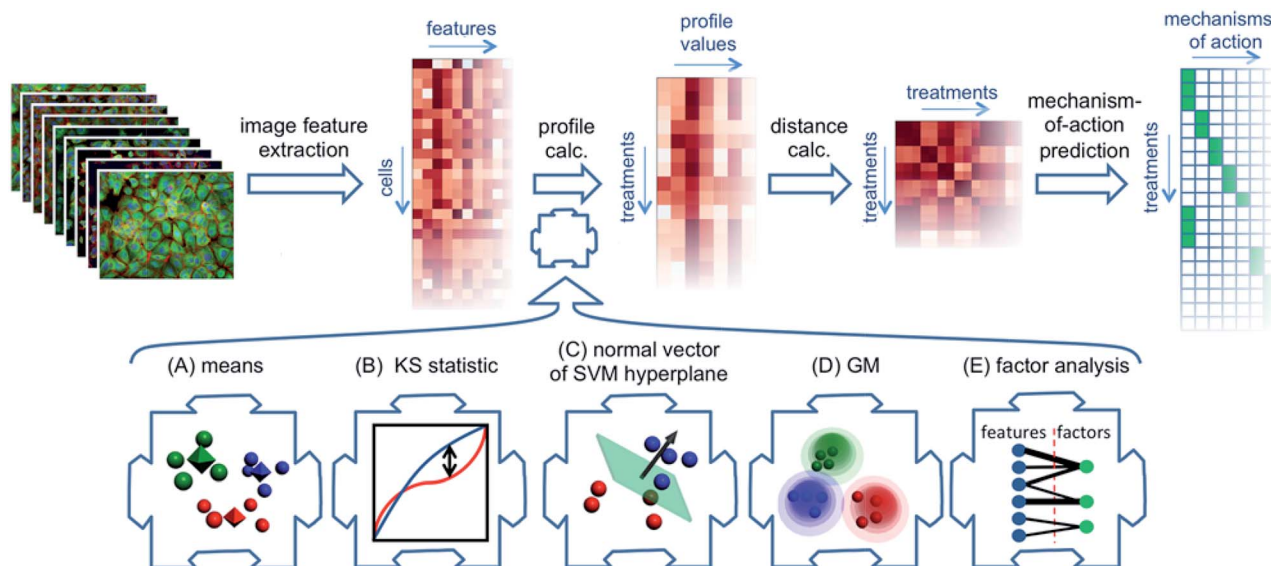 features
cells
image feature
extraction
profile
calc.
profile
values
treatments
distance
calc.
treatments
treatments
mechanism-
of-action
prediction
mechanisms
of action
treatments
(A) means
(B) KS statistic
(C) normal vector
of SVM hyperplane
(D) GM
(E) factor analysis
features
factors